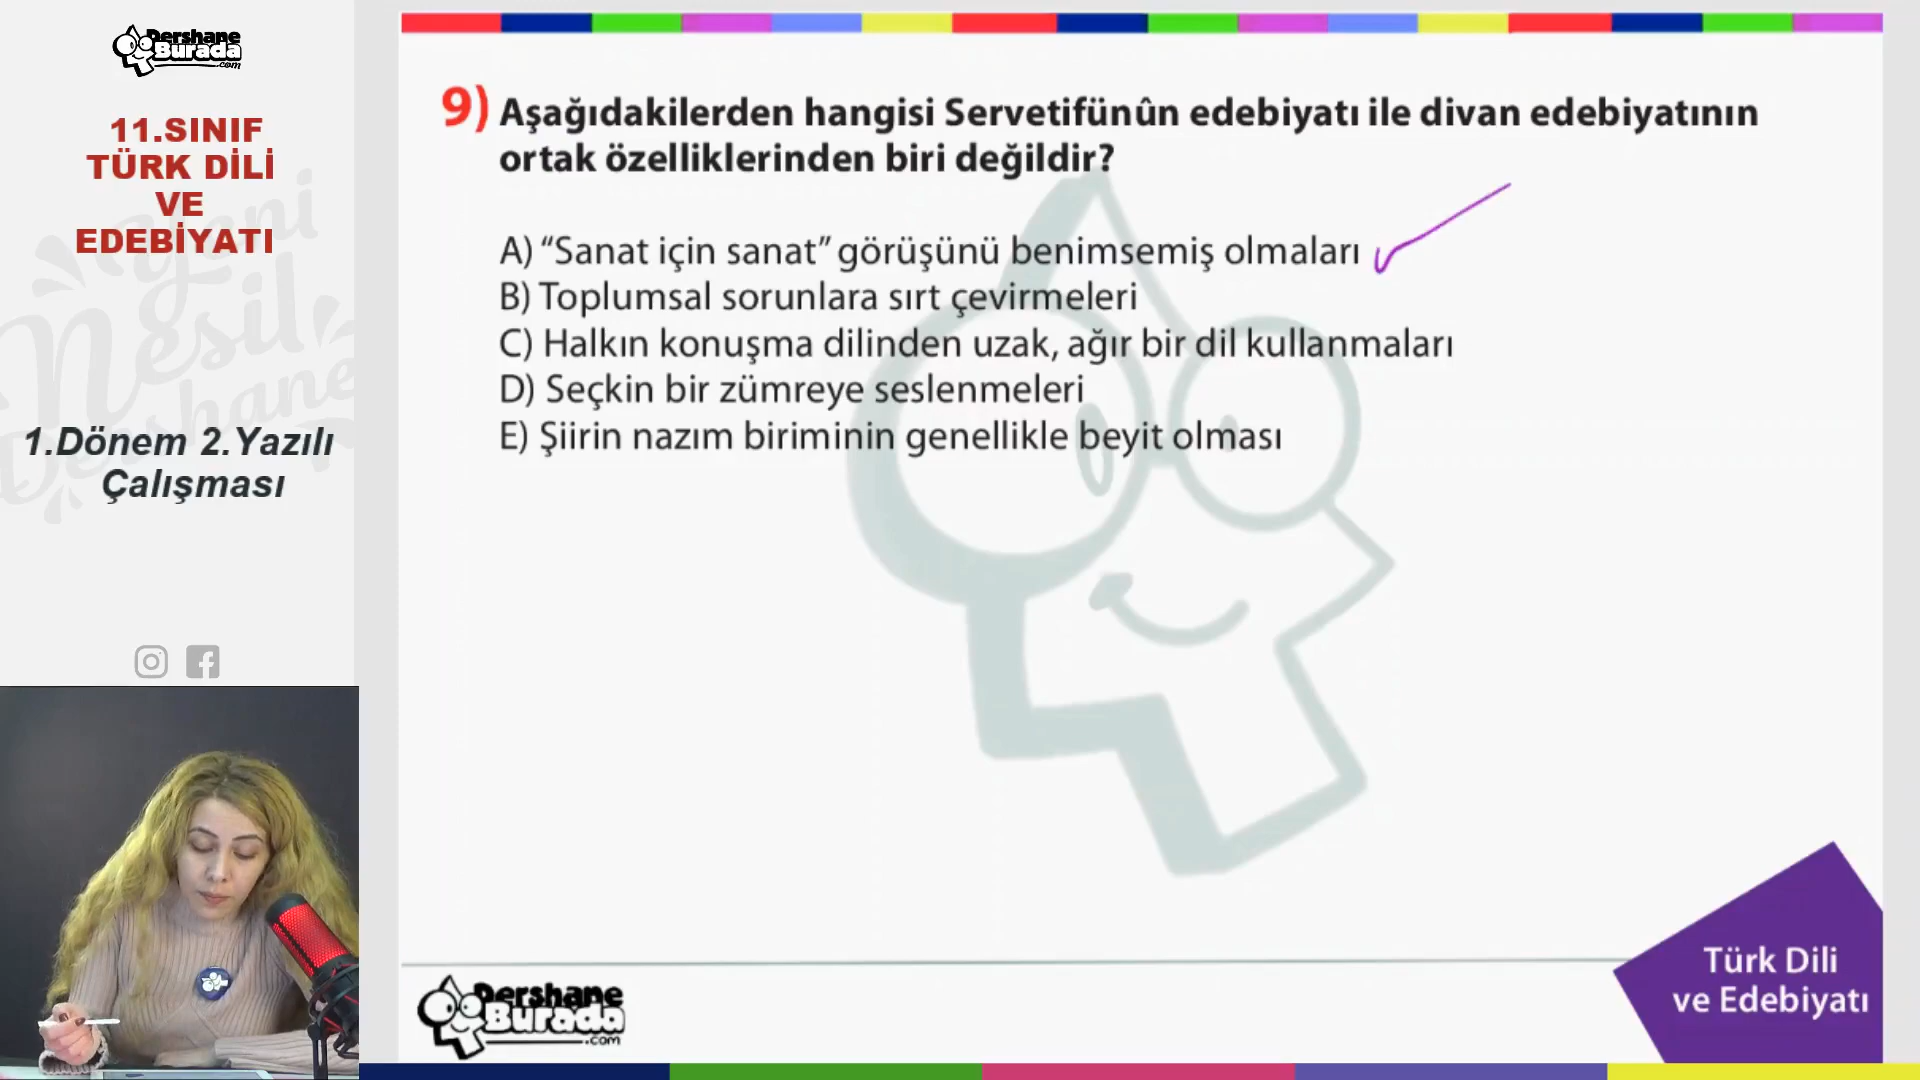 Dershane
Burada
.com
11.SINIF
TÜRK DİLİ
VE
EDEBİYATI
Yeni
Nesil
Dershane
1.Dönem 2.Yazılı
Çalışması
9) Aşağıdakilerden hangisi Servetifünûn edebiyatı ile divan edebiyatının
ortak özelliklerinden biri değildir?
A) “Sanat için sanat” görüşünü benimsemiş olmaları
B) Toplumsal sorunlara sırt çevirmeleri
C) Halkın konuşma dilinden uzak, ağır bir dil kullanmaları
D) Seçkin bir zümreye seslenmeleri
E) Şiirin nazım biriminin genellikle beyit olması
Dershane
Burada
.com
Türk Dili
ve Edebiyatı